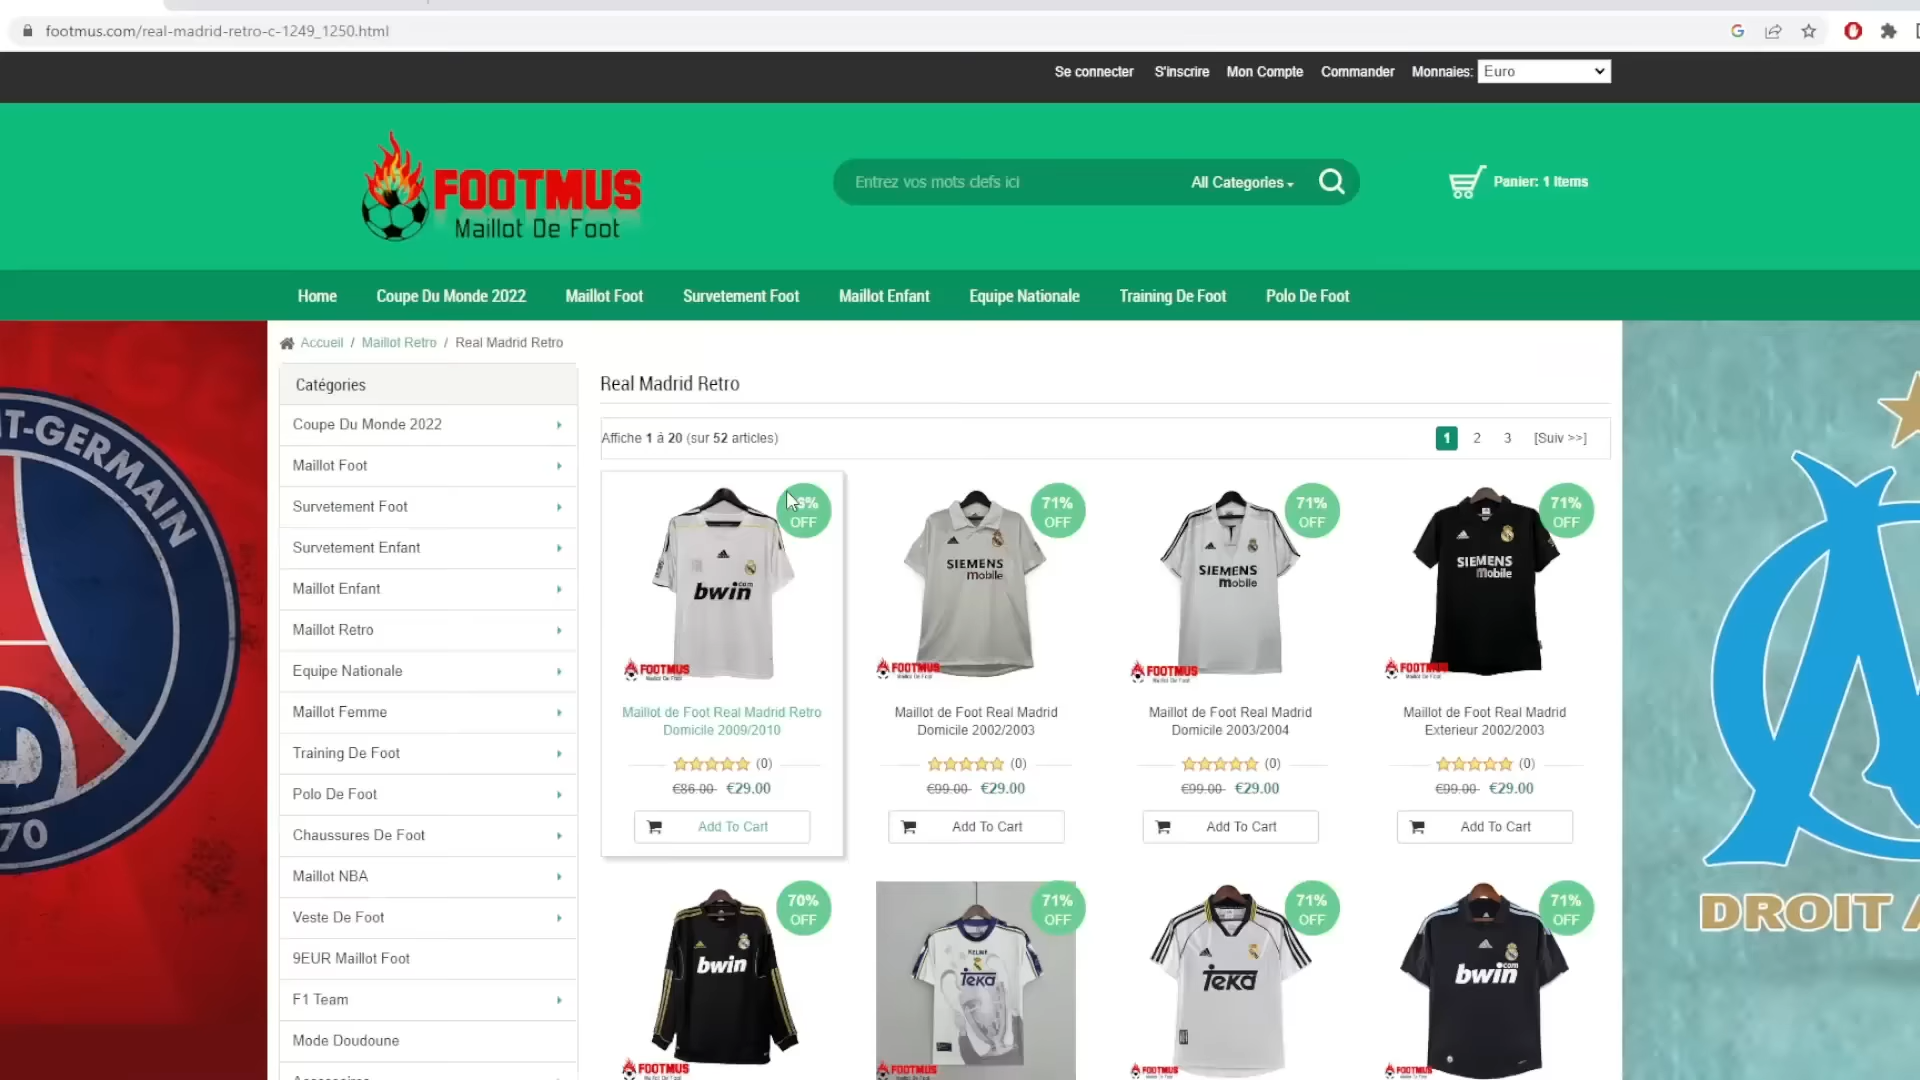 footmus.com/real-madrid-retro-c-1249_1250.html
Se connecter S'inscrire Mon Compte Commander Monnaies: Euro
FOOTMUS
Maillot De Foot
Entrez vos mots clefs ici
All Categories
Panier: 1 Items
Home Coupe Du Monde 2022 Maillot Foot Survetement Foot Maillot Enfant Equipe Nationale Training De Foot Polo De Foot
Accueil / Maillot Retro / Real Madrid Retro
Catégories
Coupe Du Monde 2022
Maillot Foot
Survetement Foot
Survetement Enfant
Maillot Enfant
Maillot Retro
Equipe Nationale
Maillot Femme
Training De Foot
Polo De Foot
Chaussures De Foot
Maillot NBA
Veste De Foot
9EUR Maillot Foot
F1 Team
Mode Doudoune
Real Madrid Retro
Affiche 1 à 20 (sur 52 articles)
1 2 3 [Suiv >>]
OFF
71% OFF
71% OFF
71% OFF
bwin.com
SIEMENS mobile
SIEMENS mobile
SIEMENS mobile
FOOTMUS
FOOTMUS
FOOTMUS
FOOTMUS
Maillot de Foot Real Madrid Retro
Domicile 2009/2010
(0)
€86.00 €29.00
Add To Cart
Maillot de Foot Real Madrid
Domicile 2002/2003
(0)
€99.00 €29.00
Add To Cart
Maillot de Foot Real Madrid
Domicile 2003/2004
(0)
€99.00 €29.00
Add To Cart
Maillot de Foot Real Madrid
Exterieur 2002/2003
(0)
€99.00 €29.00
Add To Cart
70% OFF
71% OFF
71% OFF
71% OFF
bwin
KELME
Teka
Teka
bwin.com
FOOTMUS
FOOTMUS
FOOTMUS
FOOTMUS
T-GERMAIN
70
DROIT A